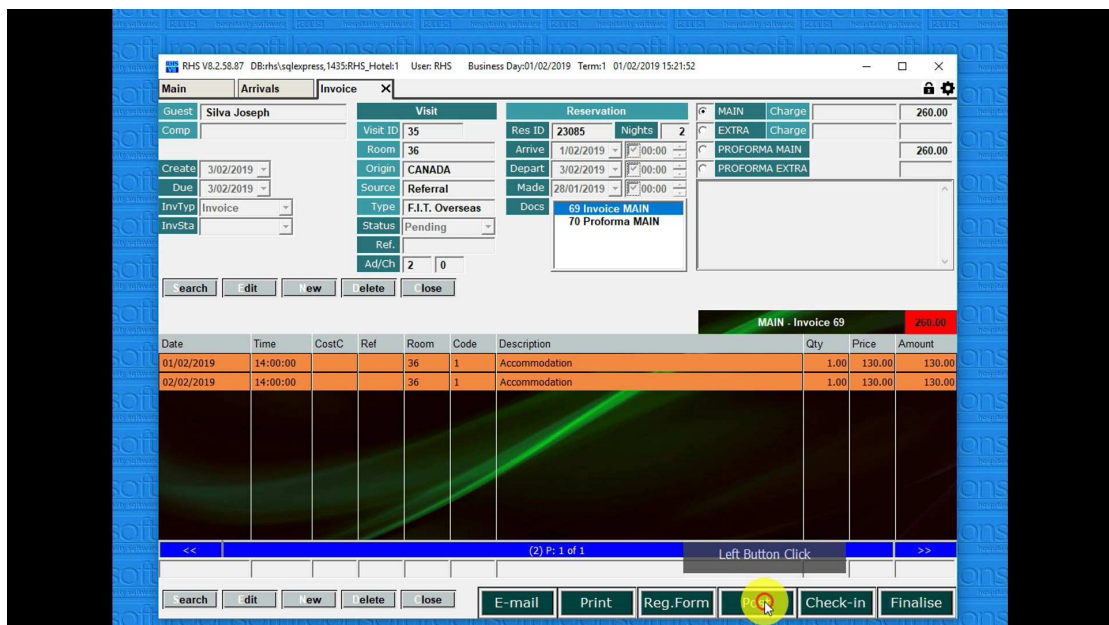 RHS V8.2.58.87 DB:rhs\sqlexpress,1435:RHS_Hotel:1 User: RHS Business Day:01/02/2019 Term:1 01/02/2019 15:21:52
Main Arrivals Invoice X
Guest Silva Joseph Visit Reservation MAIN Charge 260.00
Comp Visit ID 35 Res ID 23085 Nights 2 EXTRA Charge
Room 36 Arrive 1/02/2019 00:00 PROFORMA MAIN 260.00
Create 3/02/2019 Origin CANADA Depart 3/02/2019 00:00 PROFORMA EXTRA
Due 3/02/2019 Source Referral Made 28/01/2019 00:00
InvTyp Invoice Type F.I.T. Overseas Docs 69 Invoice MAIN
InvSta Status Pending 70 Proforma MAIN
Ref.
Ad/Ch 2 0
Search Edit New Delete Close
MAIN - Invoice 69 260.00
Date Time CostC Ref Room Code Description Qty Price Amount
01/02/2019 14:00:00 36 1 Accommodation 1.00 130.00 130.00
02/02/2019 14:00:00 36 1 Accommodation 1.00 130.00 130.00
<< (2) P: 1 of 1 >>
Left Button Click
Search Edit New Delete Close E-mail Print Reg.Form Check-in Finalise